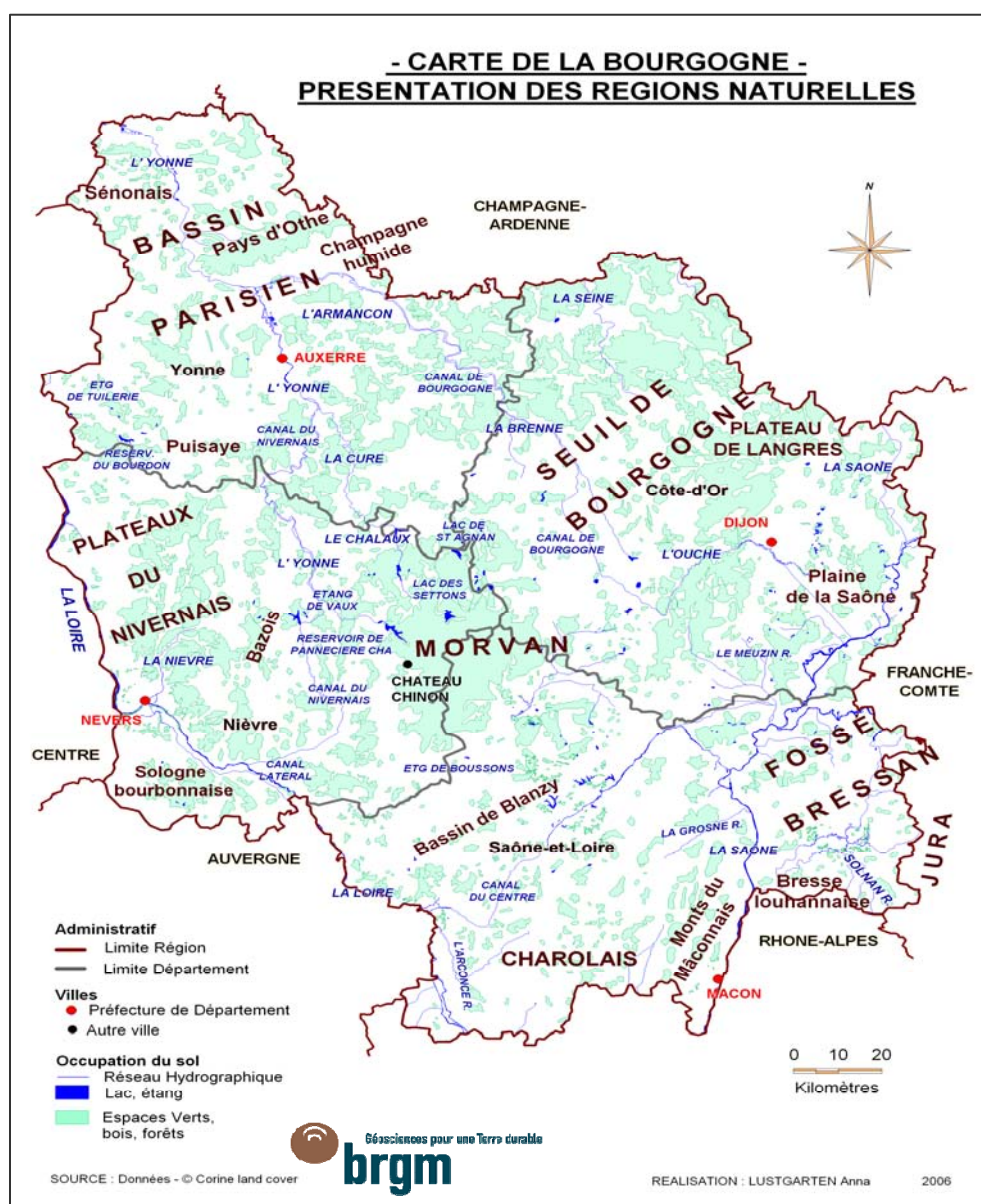 - CARTE DE LA BOURGOGNE -
PRESENTATION DES REGIONS NATURELLES
N
CHAMPAGNE-
ARDENNE
L' YONNE
Sénonais
BASSIN
PARISIEN
Pays d'Othe
Champagne
humide
L'ARMANCON
LA SEINE
Yonne
AUXERRE
ETG
DE TUILERIE
L' YONNE
CANAL DE
BOURGOGNE
CANAL DU
NIVERNAIS
Puisaye
RESERV.
DU BOURDON
LA CURE
LA BRENNE
SEUIL DE
BOURGOGNE
PLATEAU
DE LANGRES
LA SAONE
Côte-d'Or
DIJON
CANAL DE
BOURGOGNE
L'OUCHE
Plaine
de la Saône
LE MEUZIN R.
PLATEAUX
DU
NIVERNAIS
LA LOIRE
LE CHALAUX
LAC DE
ST AGNAN
L' YONNE
LAC DES
SETTONS
ETANG
DE VAUX
Bazois
RESERVOIR DE
PANNECIERE CHA
MORVAN
LA NIEVRE
CHATEAU
CHINON
CANAL DU
NIVERNAIS
NEVERS
Nièvre
FRANCHE-
COMTE
CENTRE
Sologne
bourbonnaise
CANAL
LATERAL
ETG DE BOUSSONS
AUVERGNE
FOSSE
BRESSAN
JURA
Bassin de Blanzy
Saône-et-Loire
LA GROSNE R.
LA SAONE
SOLNAN R.
LA LOIRE
CANAL
DU CENTRE
Bresse
louhannaise
Monts du
Mâconnais
RHONE-ALPES
L'ARCONCE R.
CHAROLAIS
MACON
Administratif
Limite Région
Limite Département
Villes
Préfecture de Département
Autre ville
Occupation du sol
Réseau Hydrographique
Lac, étang
Espaces Verts,
bois, forêts
0 10 20
Kilomètres
Géosciences pour une Terre durable
brgm
SOURCE : Données - © Corine land cover
REALISATION : LUSTGARTEN Anna 2006